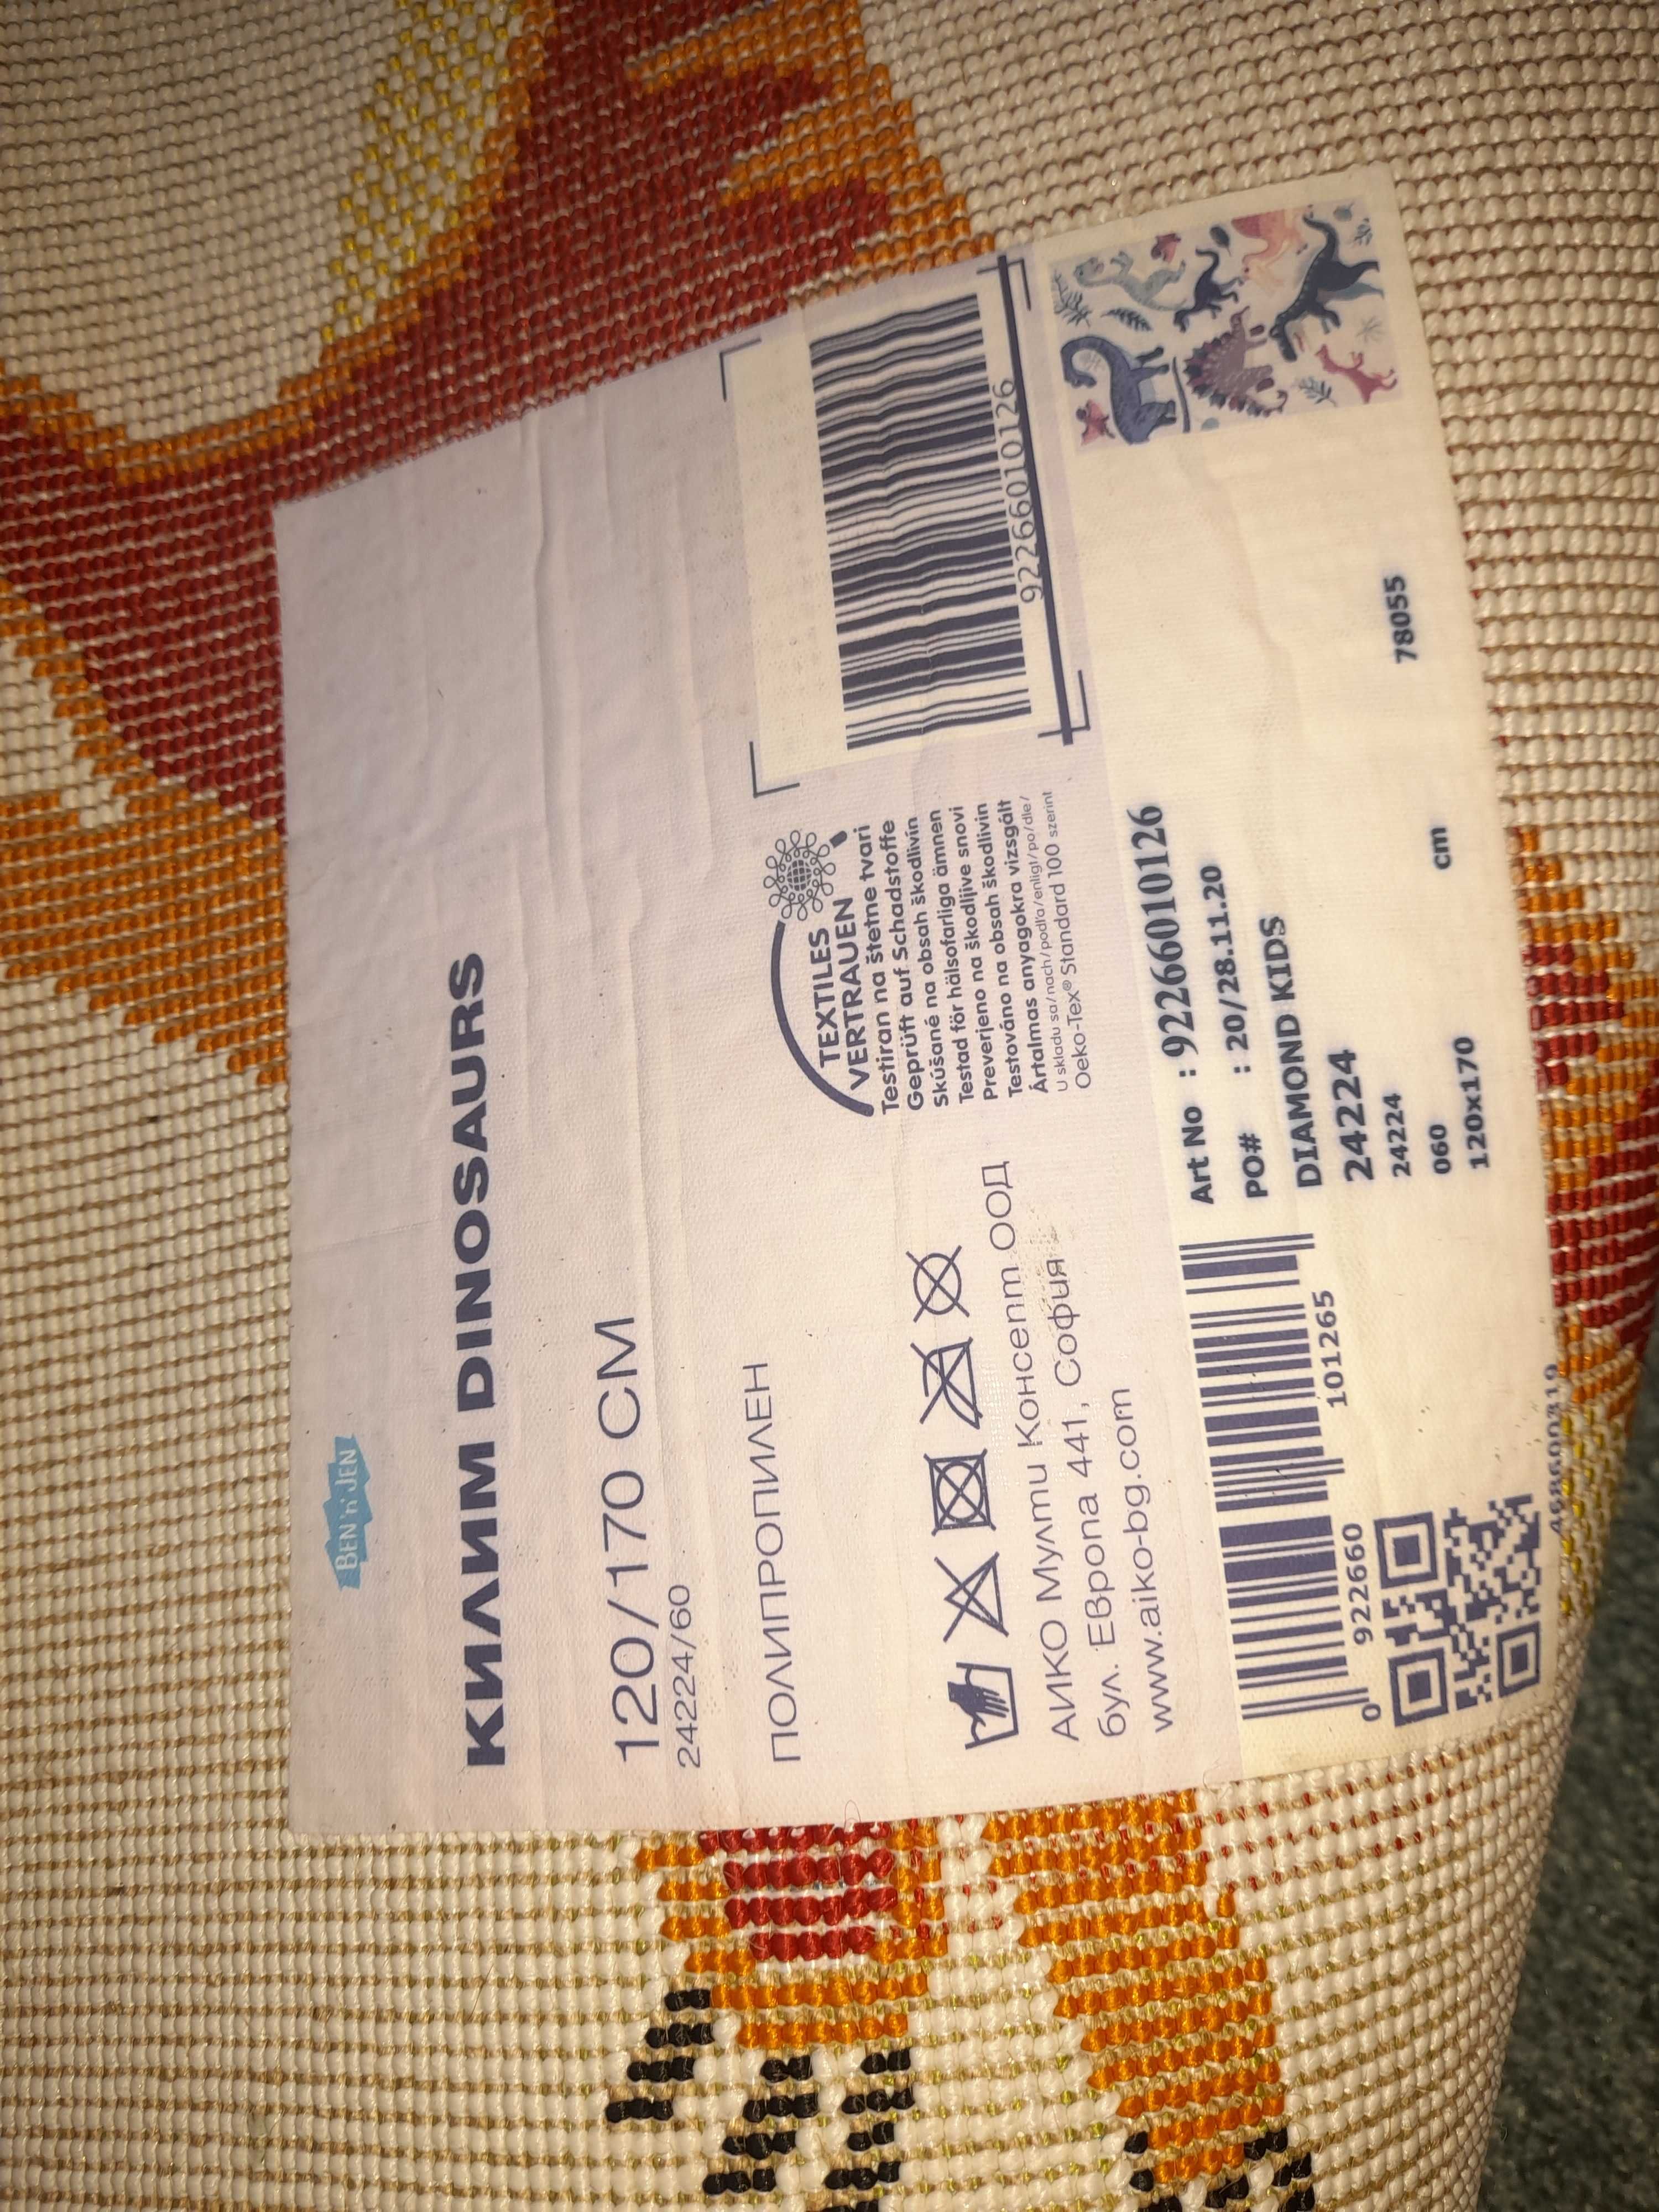 BEN'n'JEN
КИЛИМ DINOSAURS
120/170 СМ
24224/60
ПОЛИПРОПИЛЕН
АИКО Мулти Консепт ООД
бул. Европа 441, София
www.aiko-bg.com
TEXTILES
VERTRAUEN
Testiran na štetne tvari
Geprüft auf Schadstoffe
Skúšané na obsah škodlivín
Testad för hälsofarliga ämnen
Preverjeno na škodljive snovi
Testováno na obsah škodlivin
Ártalmas anyagokra vizsgált
U skladu sa/nach/podľa/enligt/po/dle/
Oeko-Tex® Standard 100 szerint
9226601010126
0 922660 101265
Art No : 9226601010126
PO# : 20/28.11.20
DIAMOND KIDS
24224
24224 78055
060
120x170 cm